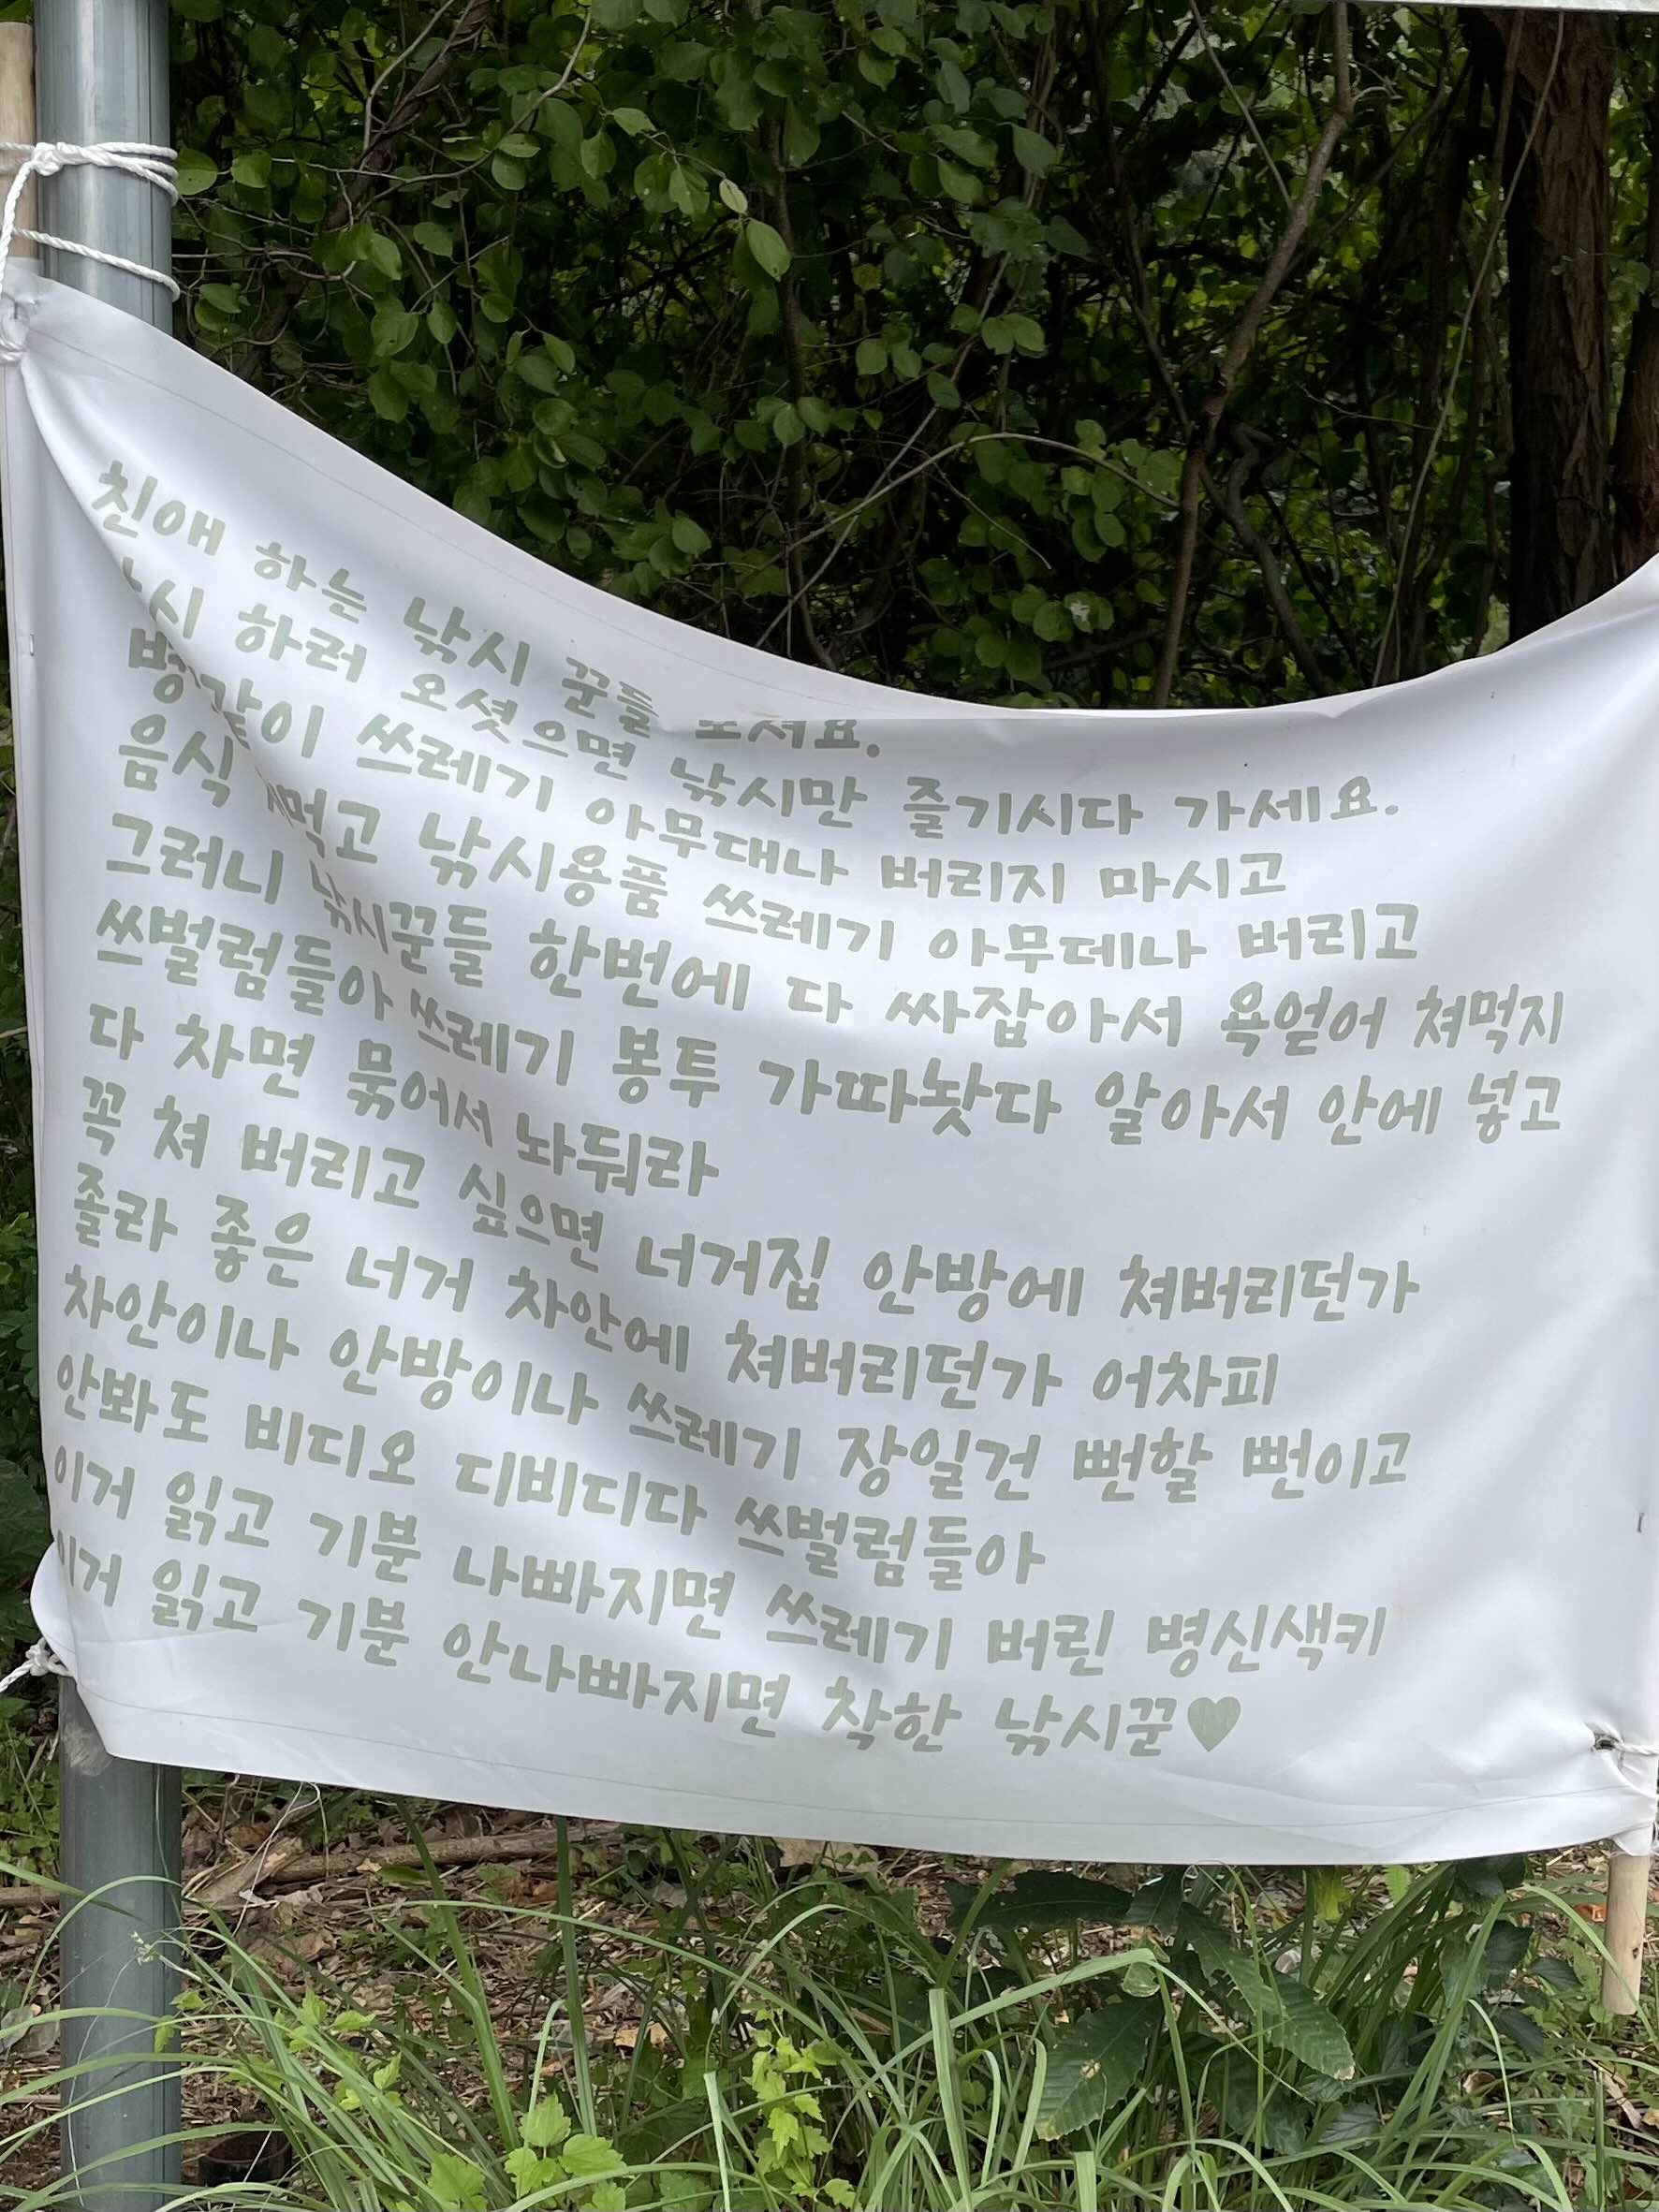 친애 하는 낚시 꾼들 보셔요.
낚시 하러 오셧으면 낚시만 즐기시다 가세요.
병 같이 쓰레기 아무대나 버리지 마시고
음식 먹고 낚시용품 쓰레기 아무데나 버리고
그러니 낚시꾼들 한번에 다 싸잡아서 욕얻어 쳐먹지
쓰벌럼들아 쓰레기 봉투 가따놧다 알아서 안에 넣고
다 차면 묶어서 놔둬라
꼭 쳐 버리고 싶으면 너거집 안방에 쳐버리던가
졸라 좋은 너거 차안에 쳐버리던가 어차피
차안이나 안방이나 쓰레기 장일건 뻔할 뻔이고
안봐도 비디오 디비디다 쓰벌럼들아
이거 읽고 기분 나빠지면 쓰레기 버린 병신색키
이거 읽고 기분 안나빠지면 착한 낚시꾼♥